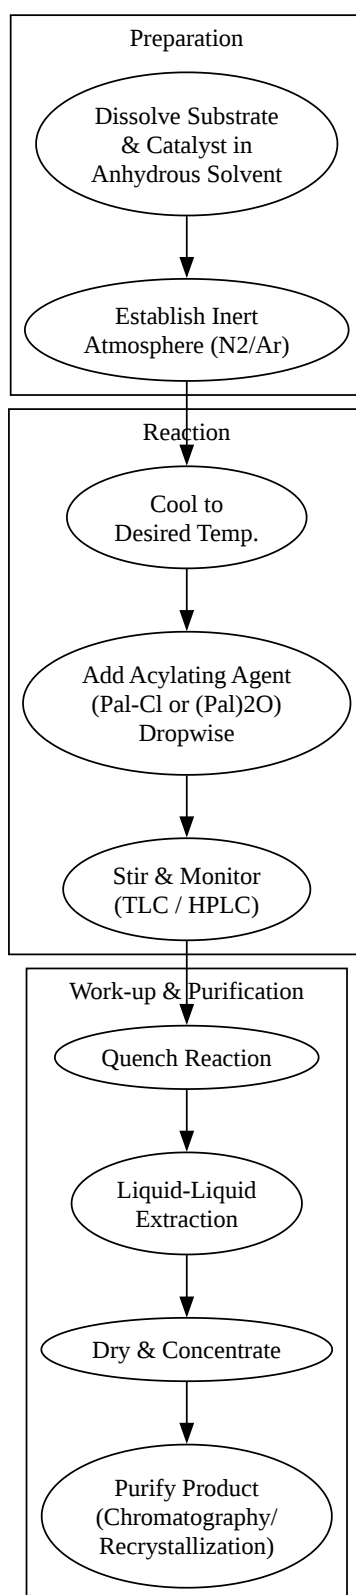 Preparation
Dissolve Substrate
& Catalyst in
Anhydrous Solvent
Establish Inert
Atmosphere (N2/Ar)
Reaction
Cool to
Desired Temp.
Add Acylating Agent
(Pal-Cl or (Pal)2O)
Dropwise
Stir & Monitor
(TLC / HPLC)
Work-up & Purification
Quench Reaction
Liquid-Liquid
Extraction
Dry & Concentrate
Purify Product
(Chromatography/
Recrystallization)